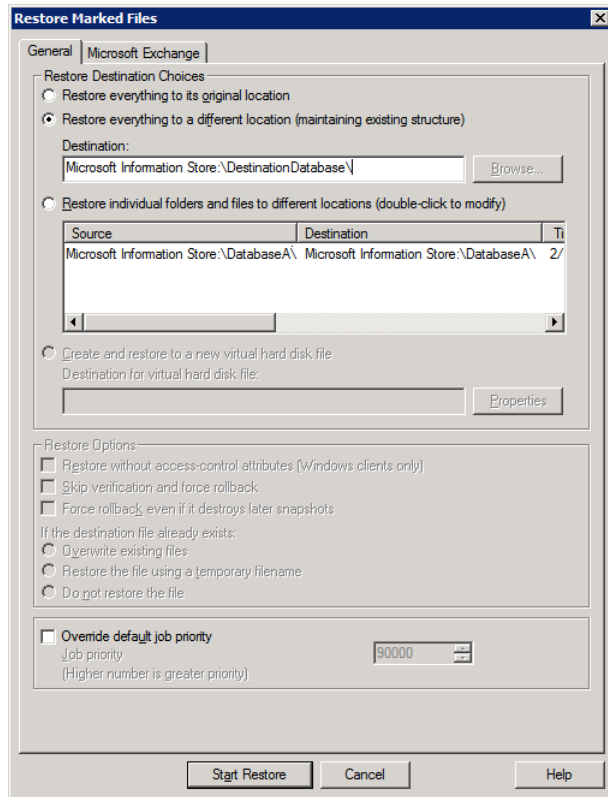 Restore Marked Files
General
Microsoft Exchange
Restore Destination Choices
Restore everything to its original location
Restore everything to a different location (maintaining existing structure)
Destination:
Microsoft Information Store:\DestinationDatabase\
Browse...
Restore individual folders and files to different locations (double-click to modify)
Source Destination Ti
Microsoft Information Store:\DatabaseA\ Microsoft Information Store:\DatabaseA\ 2/
Create and restore to a new virtual hard disk file
Destination for virtual hard disk file:
Properties
Restore Options
Restore without access-control attributes (Windows clients only)
Skip verification and force rollback
Force rollback even if it destroys later snapshots
If the destination file already exists:
Overwrite existing files
Restore the file using a temporary filename
Do not restore the file
Override default job priority
Job priority 90000
(Higher number is greater priority)
Start Restore Cancel Help